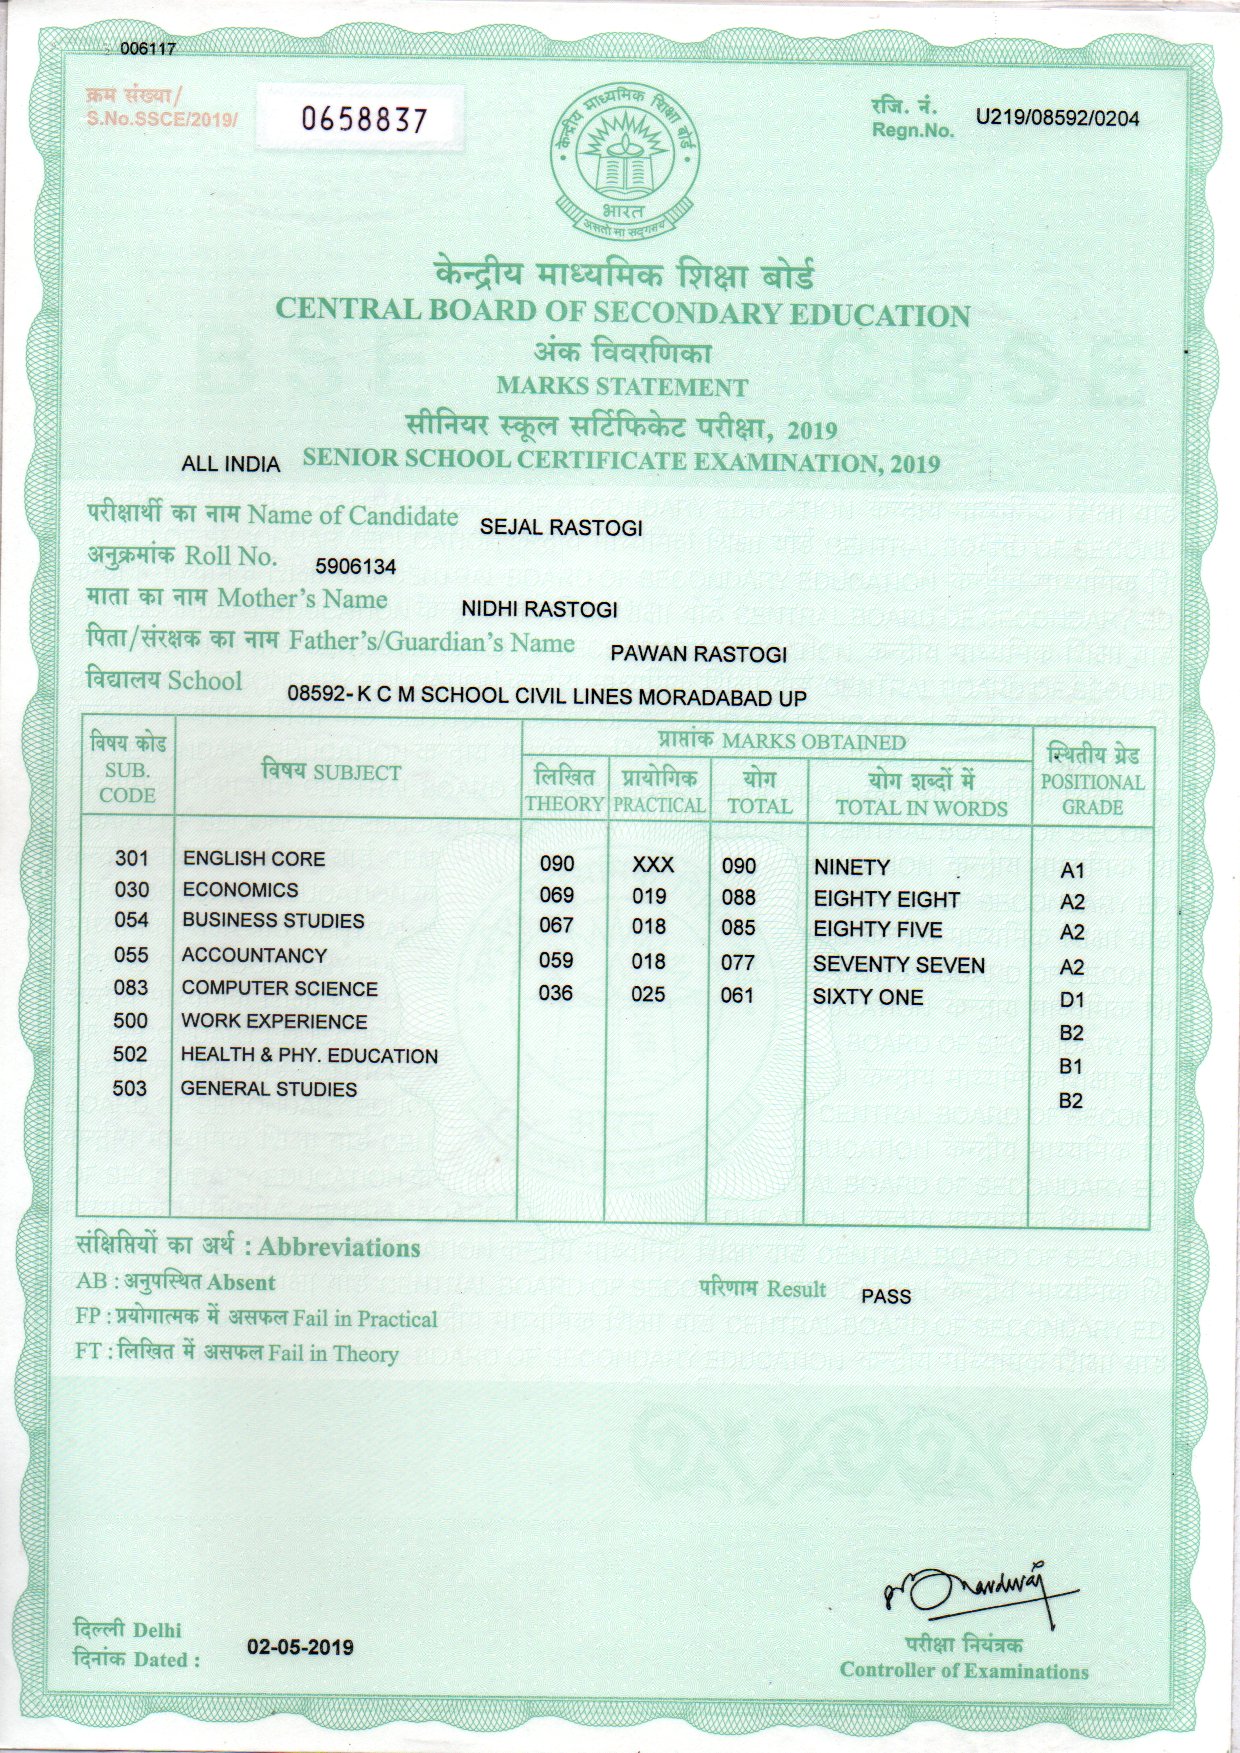 006117
क्रम संख्या/
S.No.SSCE/2019/ 0658837
रजि. नं.
Regn.No. U219/08592/0204
केन्द्रीय माध्यमिक शिक्षा बोर्ड
भारत
असतो मा सद्गमय
केन्द्रीय माध्यमिक शिक्षा बोर्ड
CENTRAL BOARD OF SECONDARY EDUCATION
अंक विवरणिका
MARKS STATEMENT
सीनियर स्कूल सर्टिफिकेट परीक्षा, 2019
ALL INDIA SENIOR SCHOOL CERTIFICATE EXAMINATION, 2019
परीक्षार्थी का नाम Name of Candidate SEJAL RASTOGI
अनुक्रमांक Roll No. 5906134
माता का नाम Mother's Name NIDHI RASTOGI
पिता/संरक्षक का नाम Father's/Guardian's Name PAWAN RASTOGI
विद्यालय School 08592- K C M SCHOOL CIVIL LINES MORADABAD UP
विषय कोड SUB. CODE
विषय SUBJECT
प्राप्तांक MARKS OBTAINED
लिखित THEORY
प्रायोगिक PRACTICAL
योग TOTAL
योग शब्दों में TOTAL IN WORDS
स्थितीय ग्रेड POSITIONAL GRADE
301 ENGLISH CORE 090 XXX 090 NINETY A1
030 ECONOMICS 069 019 088 EIGHTY EIGHT A2
054 BUSINESS STUDIES 067 018 085 EIGHTY FIVE A2
055 ACCOUNTANCY 059 018 077 SEVENTY SEVEN A2
083 COMPUTER SCIENCE 036 025 061 SIXTY ONE D1
500 WORK EXPERIENCE B2
502 HEALTH & PHY. EDUCATION B1
503 GENERAL STUDIES B2
संक्षिप्तियों का अर्थ : Abbreviations
AB : अनुपस्थित Absent
परिणाम Result PASS
FP : प्रयोगात्मक में असफल Fail in Practical
FT : लिखित में असफल Fail in Theory
दिल्ली Delhi
दिनांक Dated : 02-05-2019
परीक्षा नियंत्रक
Controller of Examinations